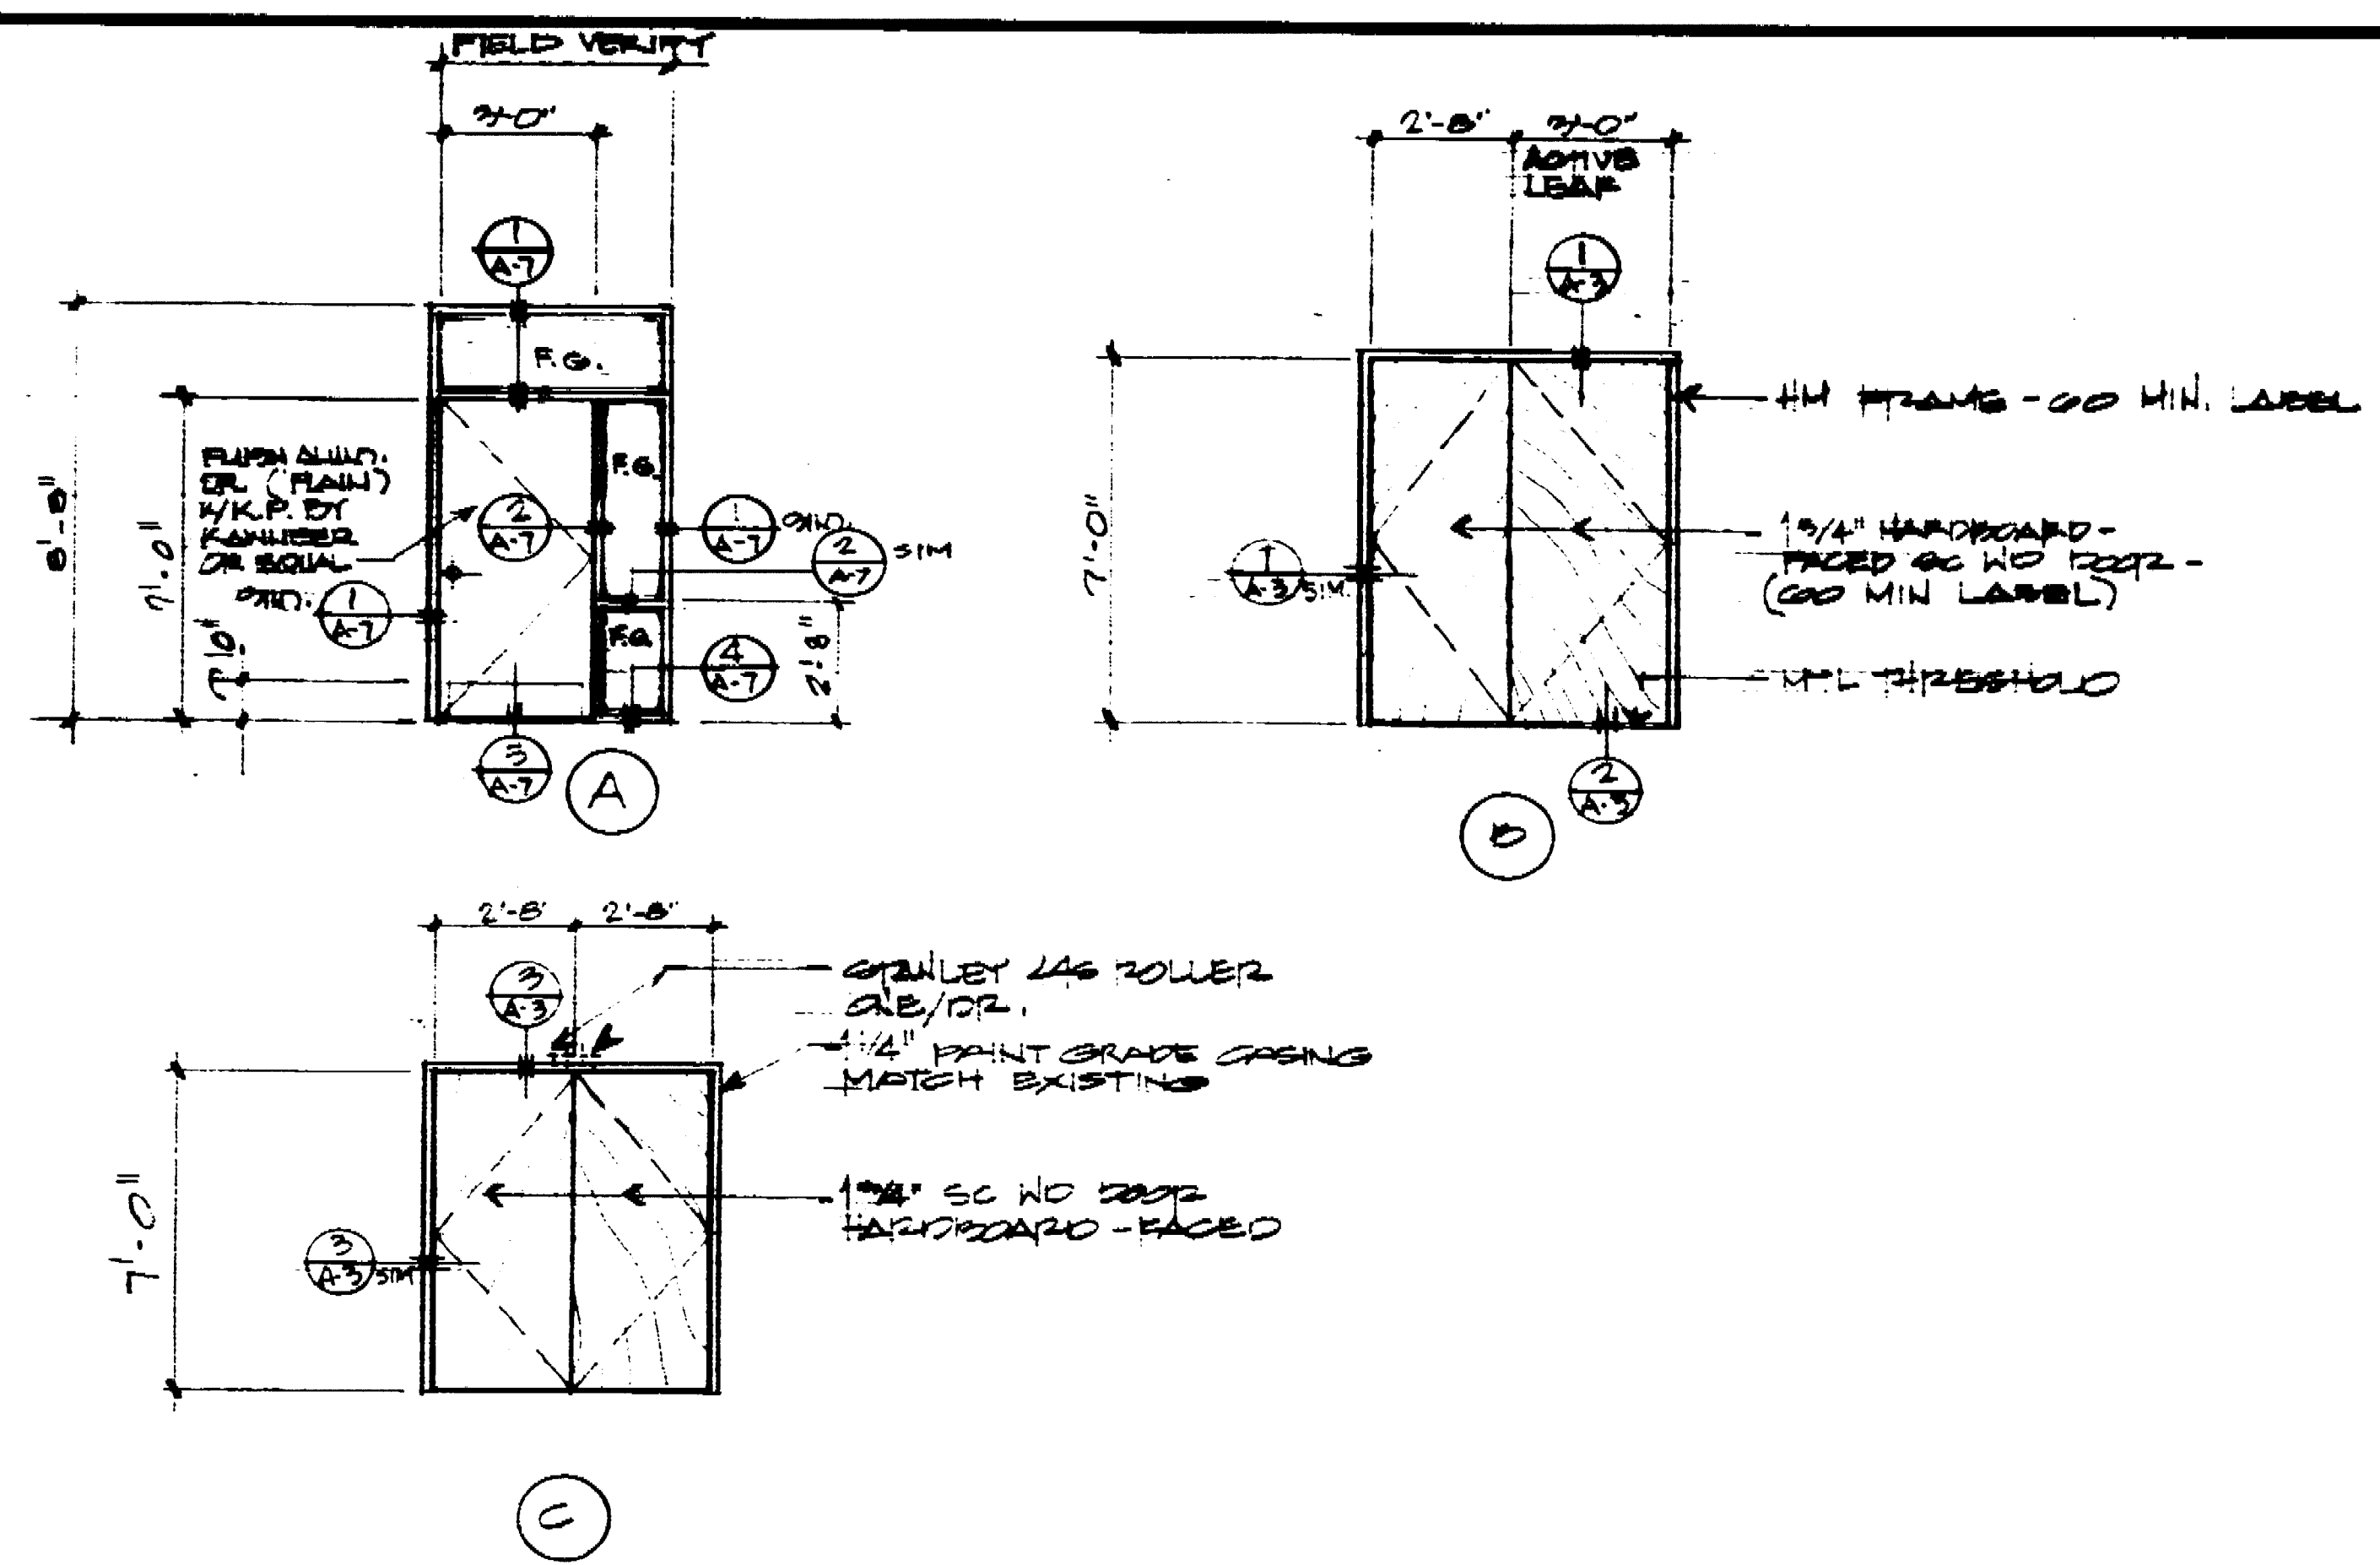 FIELD VERIFY
3'-0"
1
A-7
F.G.
8'-8"
7'-0"
FLUSH ALUM.
DR. (PLAIN)
W/K.P. BY
KAWNEER
OR EQUAL
F.G.
2
A-7
1
A-7
SIM.
2
A-7
SIM
SIM.
1
A-7
10"
F.G.
4
A-7
2'-8"
A-7
A
2'-8"
3'-0"
ACTIVE
LEAF
1
A-3
HM FRAME - 60 MIN. LABEL
7'-0"
1 3/4" HARDBOARD-
FACED SC WD DOOR -
(60 MIN LABEL)
1
A-3
SIM.
MTL THRESHOLD
2
A-3
2'-8"
2'-8"
3
A-3
STANLEY LAG ROLLER
ONE/DR.
1 1/4" PAINT GRADE CASING
MATCH EXISTING
7'-0"
1 3/4" SC WD DOOR
HARDBOARD-FACED
3
A-3
SIM
C